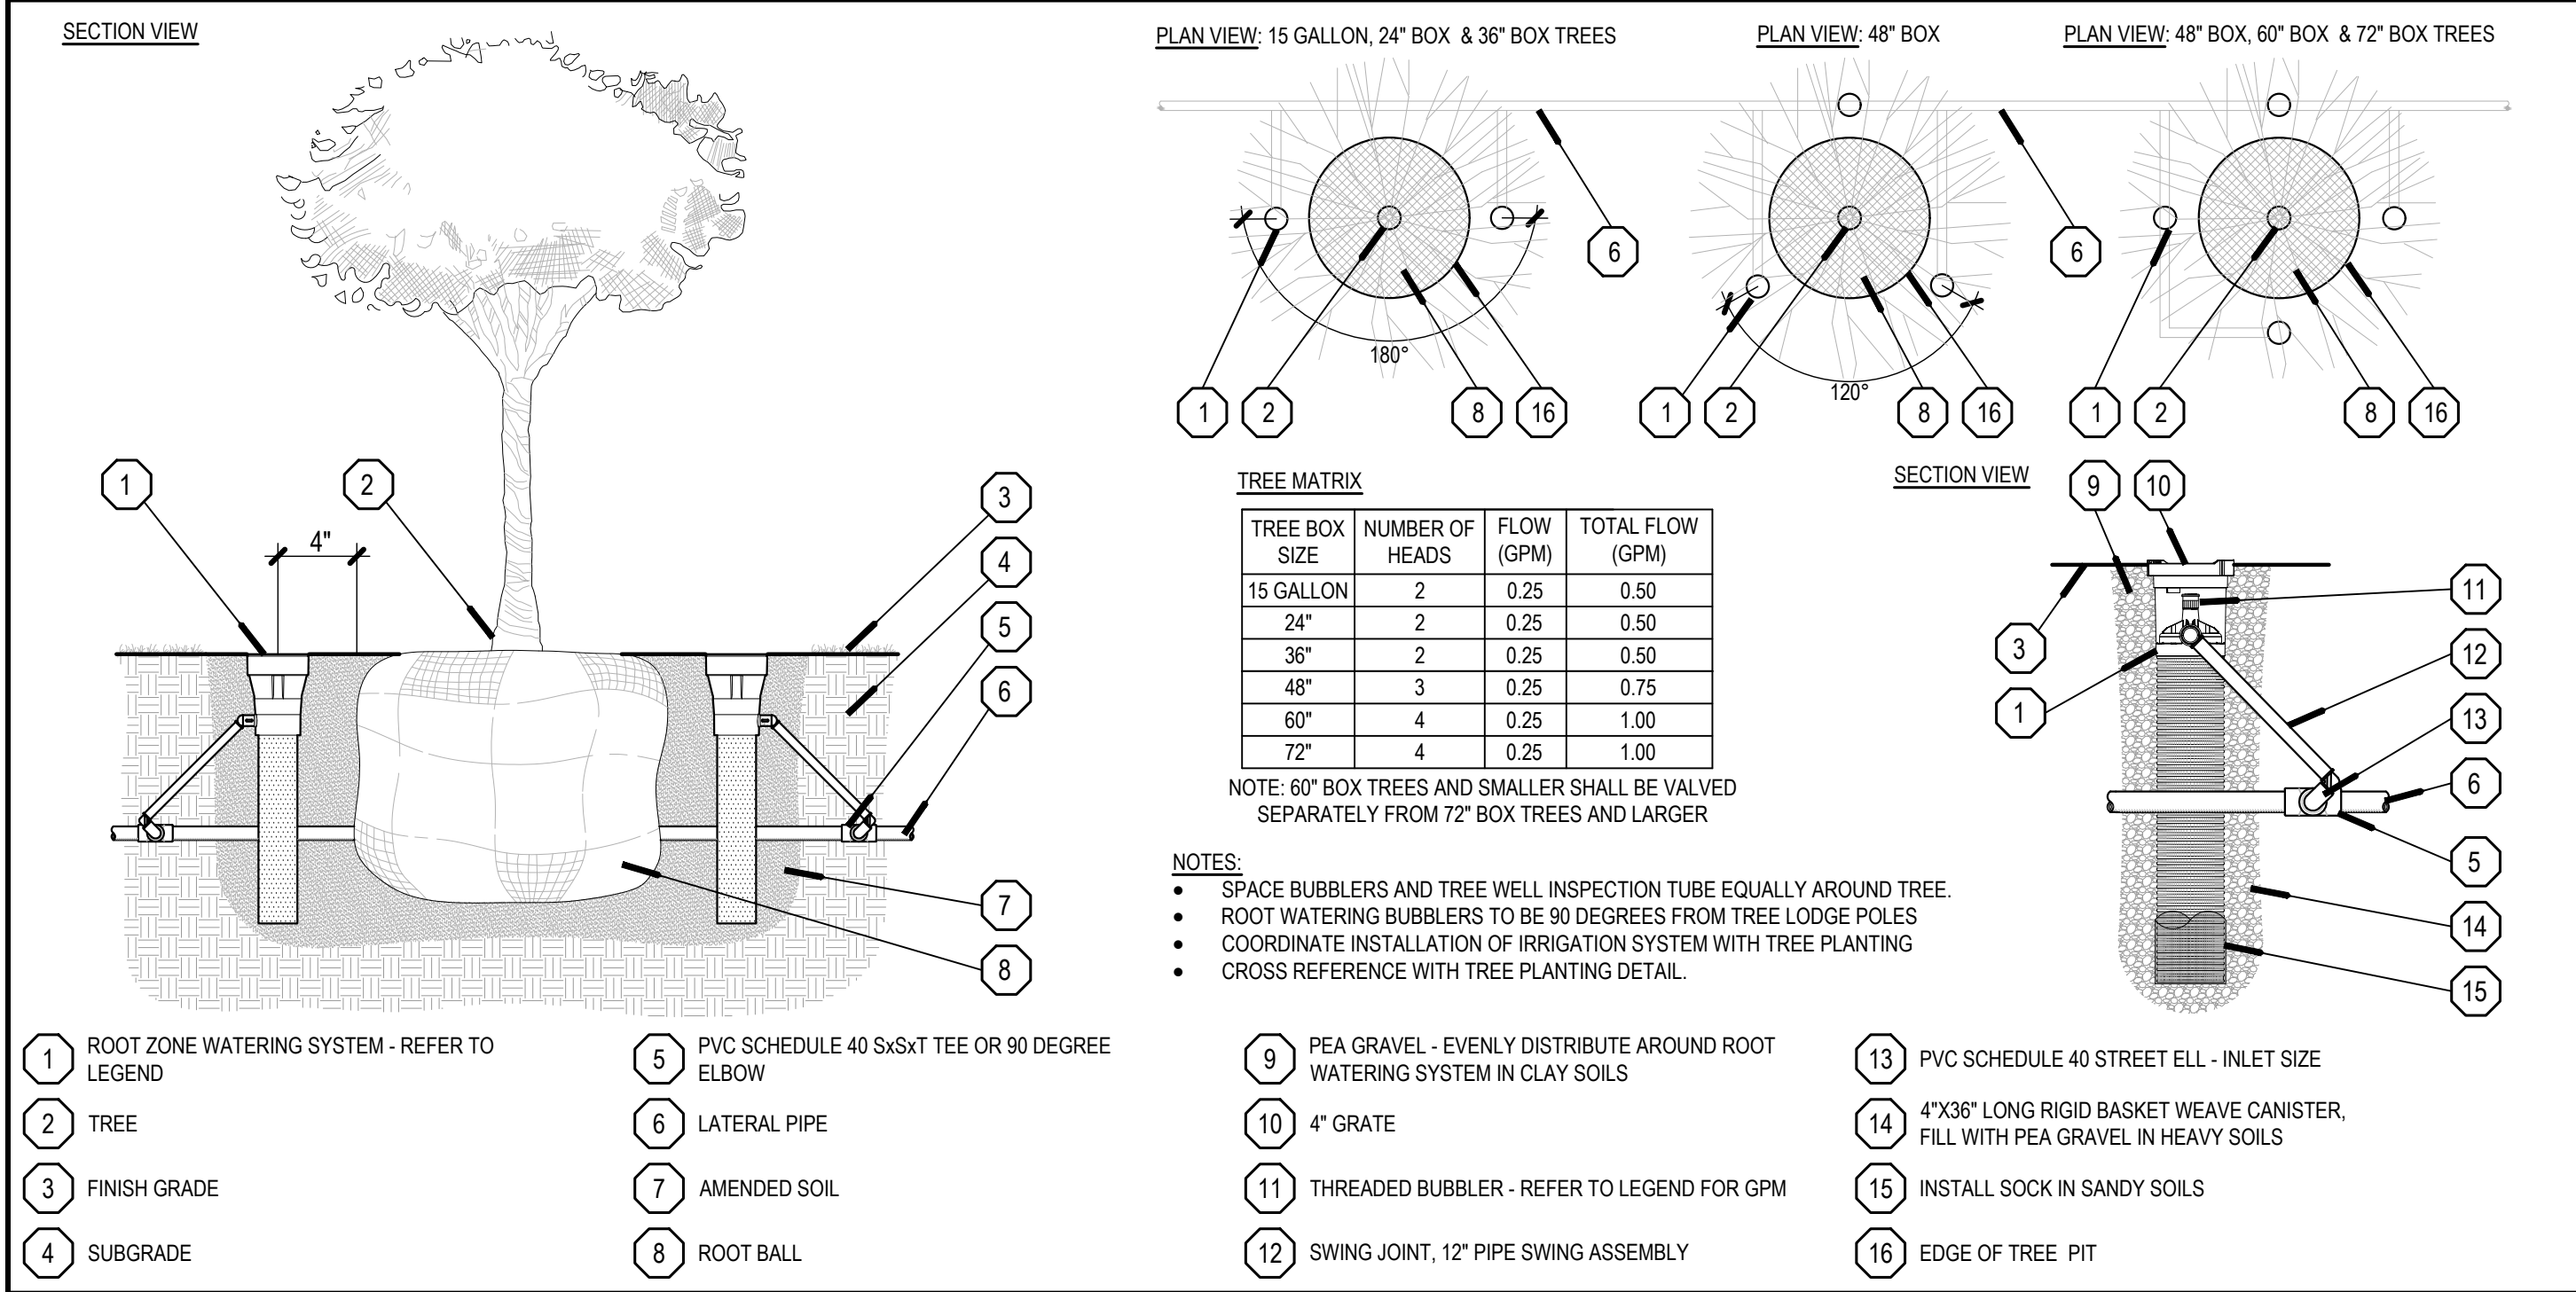 SECTION VIEW
1
2
4"
3
4
5
6
7
8
PLAN VIEW: 15 GALLON, 24" BOX & 36" BOX TREES
180°
1
2
8
16
6
PLAN VIEW: 48" BOX
120°
1
2
8
16
6
PLAN VIEW: 48" BOX, 60" BOX & 72" BOX TREES
1
2
8
16
TREE MATRIX
TREE BOX SIZE NUMBER OF HEADS FLOW (GPM) TOTAL FLOW (GPM)
15 GALLON 2 0.25 0.50
24" 2 0.25 0.50
36" 2 0.25 0.50
48" 3 0.25 0.75
60" 4 0.25 1.00
72" 4 0.25 1.00
NOTE: 60" BOX TREES AND SMALLER SHALL BE VALVED
SEPARATELY FROM 72" BOX TREES AND LARGER
SECTION VIEW
9
10
3
1
11
12
13
6
5
14
15
NOTES:
• SPACE BUBBLERS AND TREE WELL INSPECTION TUBE EQUALLY AROUND TREE.
• ROOT WATERING BUBBLERS TO BE 90 DEGREES FROM TREE LODGE POLES
• COORDINATE INSTALLATION OF IRRIGATION SYSTEM WITH TREE PLANTING
• CROSS REFERENCE WITH TREE PLANTING DETAIL.
1 ROOT ZONE WATERING SYSTEM - REFER TO
LEGEND
2 TREE
3 FINISH GRADE
4 SUBGRADE
5 PVC SCHEDULE 40 SxSxT TEE OR 90 DEGREE
ELBOW
6 LATERAL PIPE
7 AMENDED SOIL
8 ROOT BALL
9 PEA GRAVEL - EVENLY DISTRIBUTE AROUND ROOT
WATERING SYSTEM IN CLAY SOILS
10 4" GRATE
11 THREADED BUBBLER - REFER TO LEGEND FOR GPM
12 SWING JOINT, 12" PIPE SWING ASSEMBLY
13 PVC SCHEDULE 40 STREET ELL - INLET SIZE
14 4"X36" LONG RIGID BASKET WEAVE CANISTER,
FILL WITH PEA GRAVEL IN HEAVY SOILS
15 INSTALL SOCK IN SANDY SOILS
16 EDGE OF TREE PIT